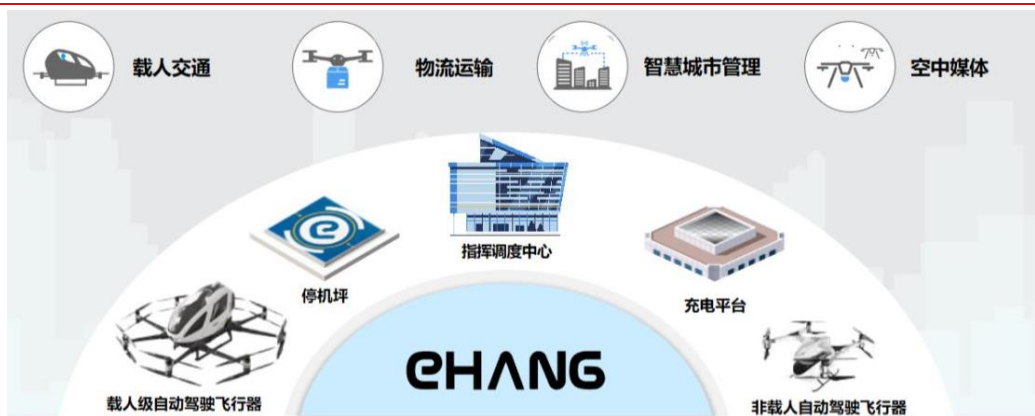 载人交通
物流运输
智慧城市管理
空中媒体
指挥调度中心
停机坪
充电平台
载人级自动驾驶飞行器
EHANG
非载人自动驾驶飞行器